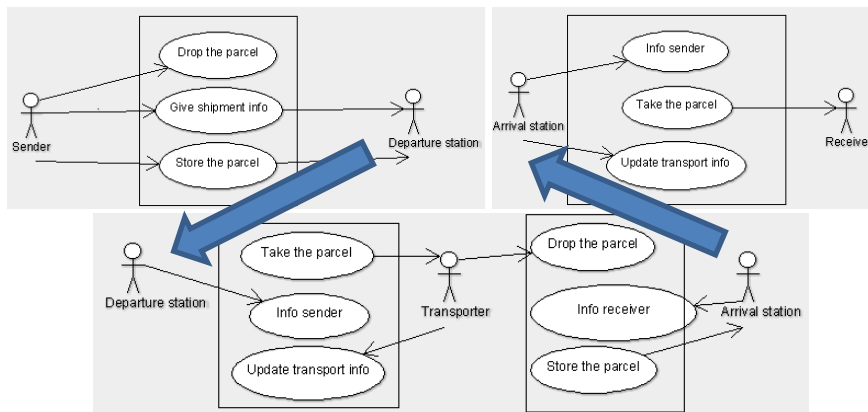 Drop the parcel
Give shipment info
Store the parcel
Sender
Departure station
Info sender
Take the parcel
Update transport info
Arrival station
Receive
Take the parcel
Info sender
Update transport info
Departure station
Transporter
Drop the parcel
Info receiver
Store the parcel
Arrival station